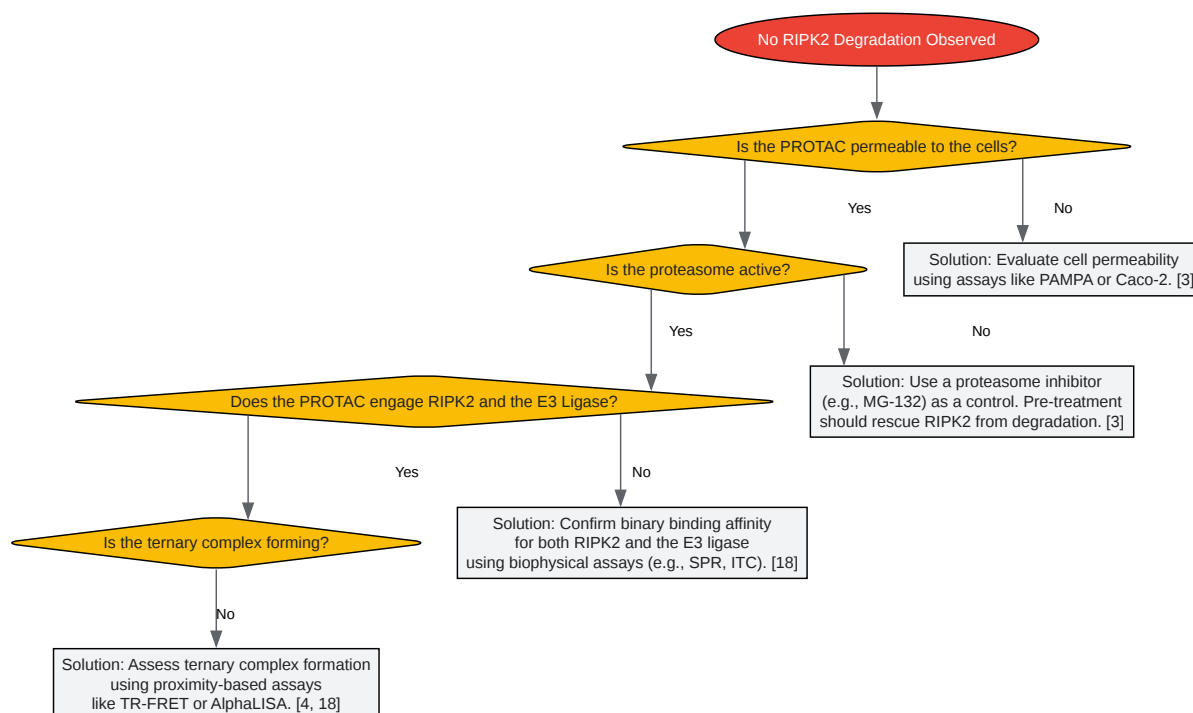 No RIPK2 Degradation Observed
Is the PROTAC permeable to the cells?
Yes
No
Solution: Evaluate cell permeability
using assays like PAMPA or Caco-2. [3]
Is the proteasome active?
Yes
No
Solution: Use a proteasome inhibitor
(e.g., MG-132) as a control. Pre-treatment
should rescue RIPK2 from degradation. [3]
Does the PROTAC engage RIPK2 and the E3 Ligase?
Yes
No
Solution: Confirm binary binding affinity
for both RIPK2 and the E3 ligase
using biophysical assays (e.g., SPR, ITC). [18]
Is the ternary complex forming?
No
Solution: Assess ternary complex formation
using proximity-based assays
like TR-FRET or AlphaLISA. [4, 18]